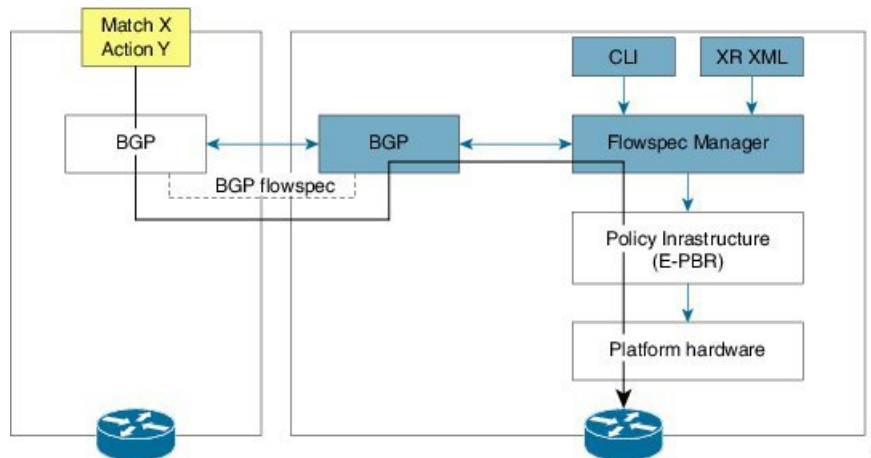 Match X
Action Y
CLI
XR XML
BGP
BGP
Flowspec Manager
BGP flowspec
Policy Inrastructure
(E-PBR)
Platform hardware